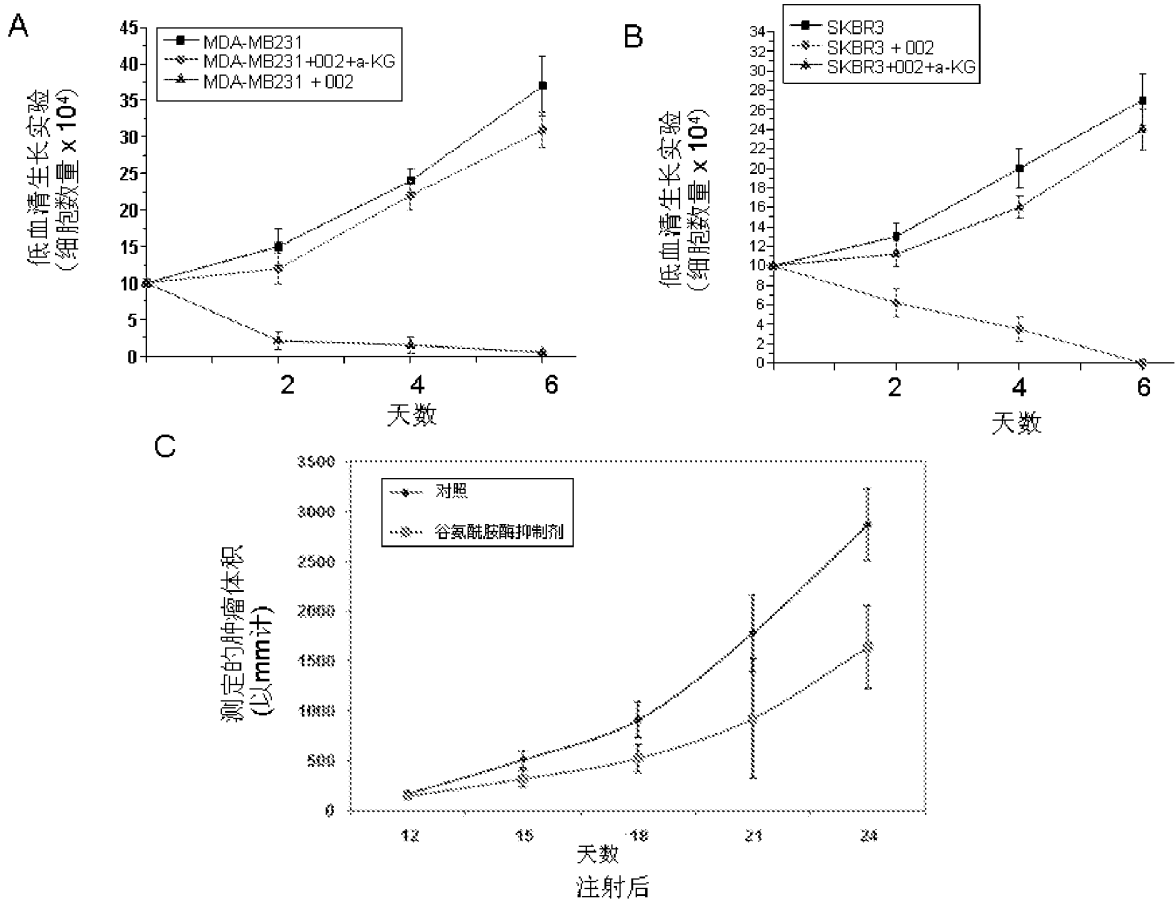 A
MDA-MB231
MDA-MB231+002+a-KG
MDA-MB231 +002
低血清生长实验
(细胞数量 x 10⁴)
45
40
35
30
25
20
15
10
5
0
2
4
6
天数
B
SKBR3
SKBR3 + 002
SKBR3+002+a-KG
低血清生长实验
(细胞数量 x 10⁴)
34
32
30
28
26
24
22
20
18
16
14
12
10
8
6
4
2
0
2
4
6
天数
C
对照
谷氨酰胺酶抑制剂
测定的肿瘤体积
(以mm计)
3500
3000
2500
2000
1500
1000
500
0
12
15
18
21
24
天数
注射后